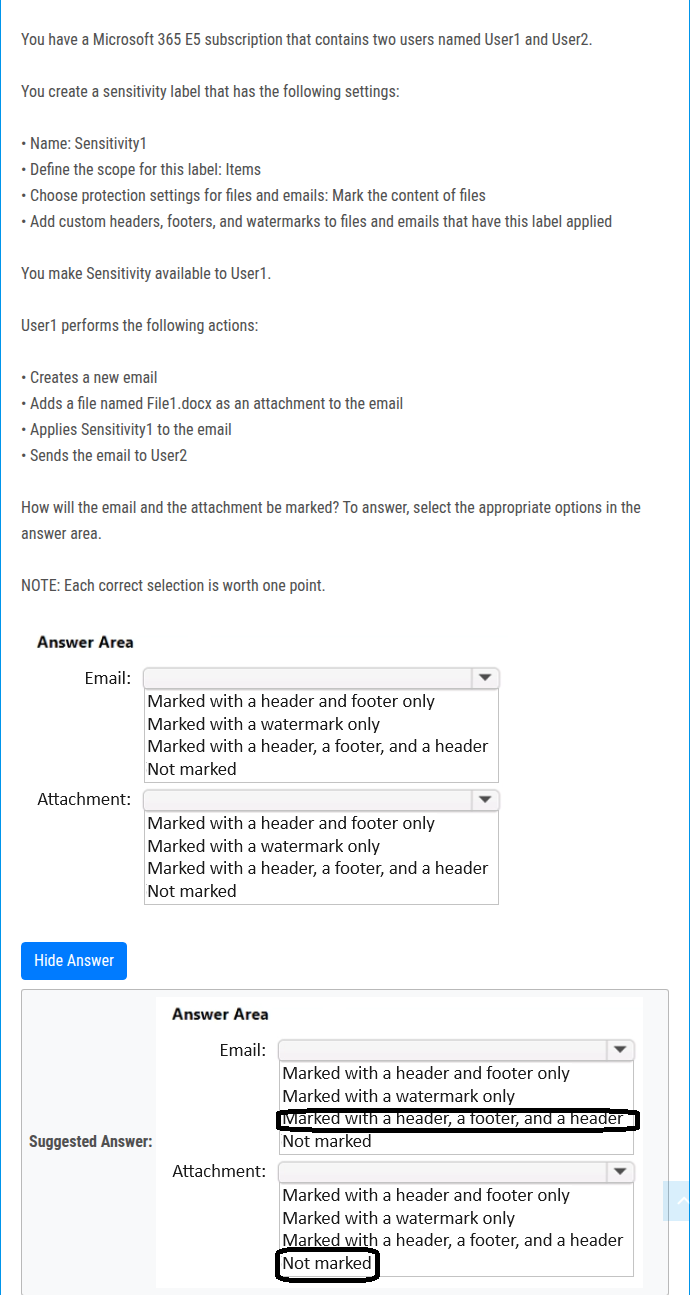 You have a Microsoft 365 E5 subscription that contains two users named User1 and User2.
You create a sensitivity label that has the following settings:
• Name: Sensitivity1
• Define the scope for this label: Items
• Choose protection settings for files and emails: Mark the content of files
• Add custom headers, footers, and watermarks to files and emails that have this label applied
You make Sensitivity available to User1.
User1 performs the following actions:
• Creates a new email
• Adds a file named File1.docx as an attachment to the email
• Applies Sensitivity1 to the email
• Sends the email to User2
How will the email and the attachment be marked? To answer, select the appropriate options in the
answer area.
NOTE: Each correct selection is worth one point.
Answer Area
Email:
Marked with a header and footer only
Marked with a watermark only
Marked with a header, a footer, and a header
Not marked
Attachment:
Marked with a header and footer only
Marked with a watermark only
Marked with a header, a footer, and a header
Not marked
Hide Answer
Suggested Answer:
Answer Area
Email:
Marked with a header and footer only
Marked with a watermark only
Marked with a header, a footer, and a header
Not marked
Attachment:
Marked with a header and footer only
Marked with a watermark only
Marked with a header, a footer, and a header
Not marked